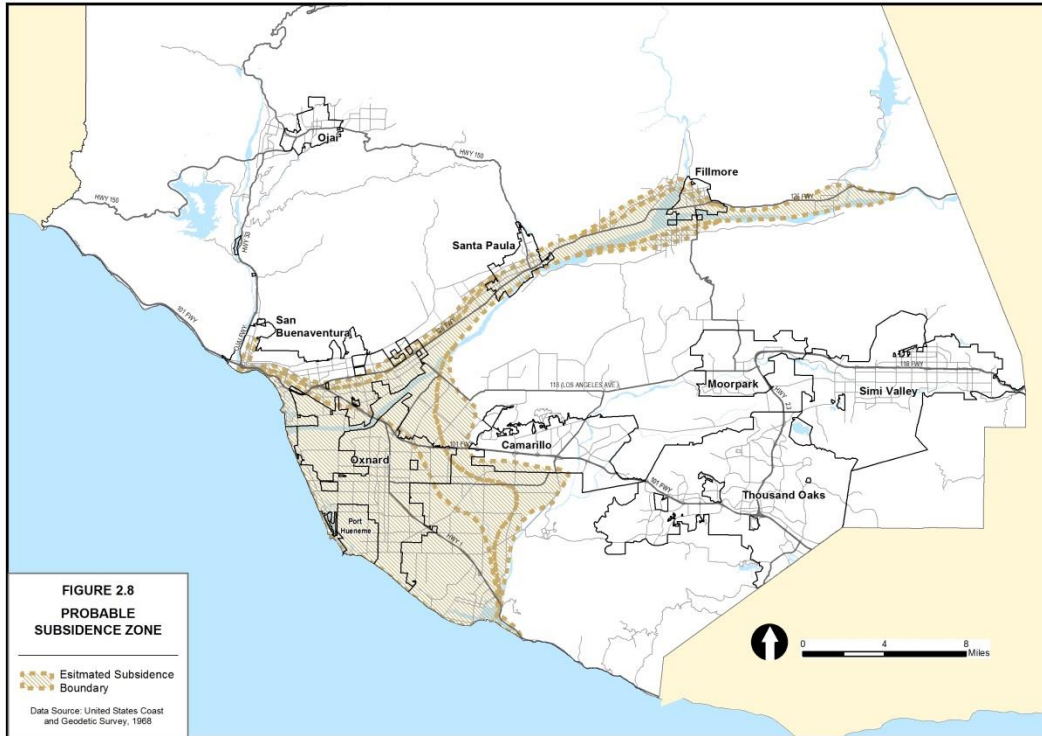 Ojai
HWY 150
HWY 150
HWY 33
Fillmore
126 FWY
Santa Paula
San
Buenaventura
101 FWY
118 (LOS ANGELES AVE.)
Moorpark
118 FWY
Simi Valley
HWY 23
Camarillo
101 FWY
Oxnard
101 FWY
Thousand Oaks
Port
Hueneme
HWY 1
FIGURE 2.8
PROBABLE
SUBSIDENCE ZONE
Esitmated Subsidence
Boundary
Data Source: United States Coast
and Geodetic Survey, 1968
0 4 8
Miles